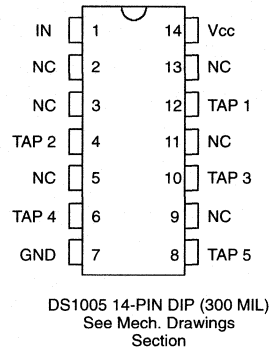 IN 1 14 Vcc
NC 2 13 NC
NC 3 12 TAP 1
TAP 2 4 11 NC
NC 5 10 TAP 3
TAP 4 6 9 NC
GND 7 8 TAP 5
DS1005 14-PIN DIP (300 MIL)
See Mech. Drawings
Section